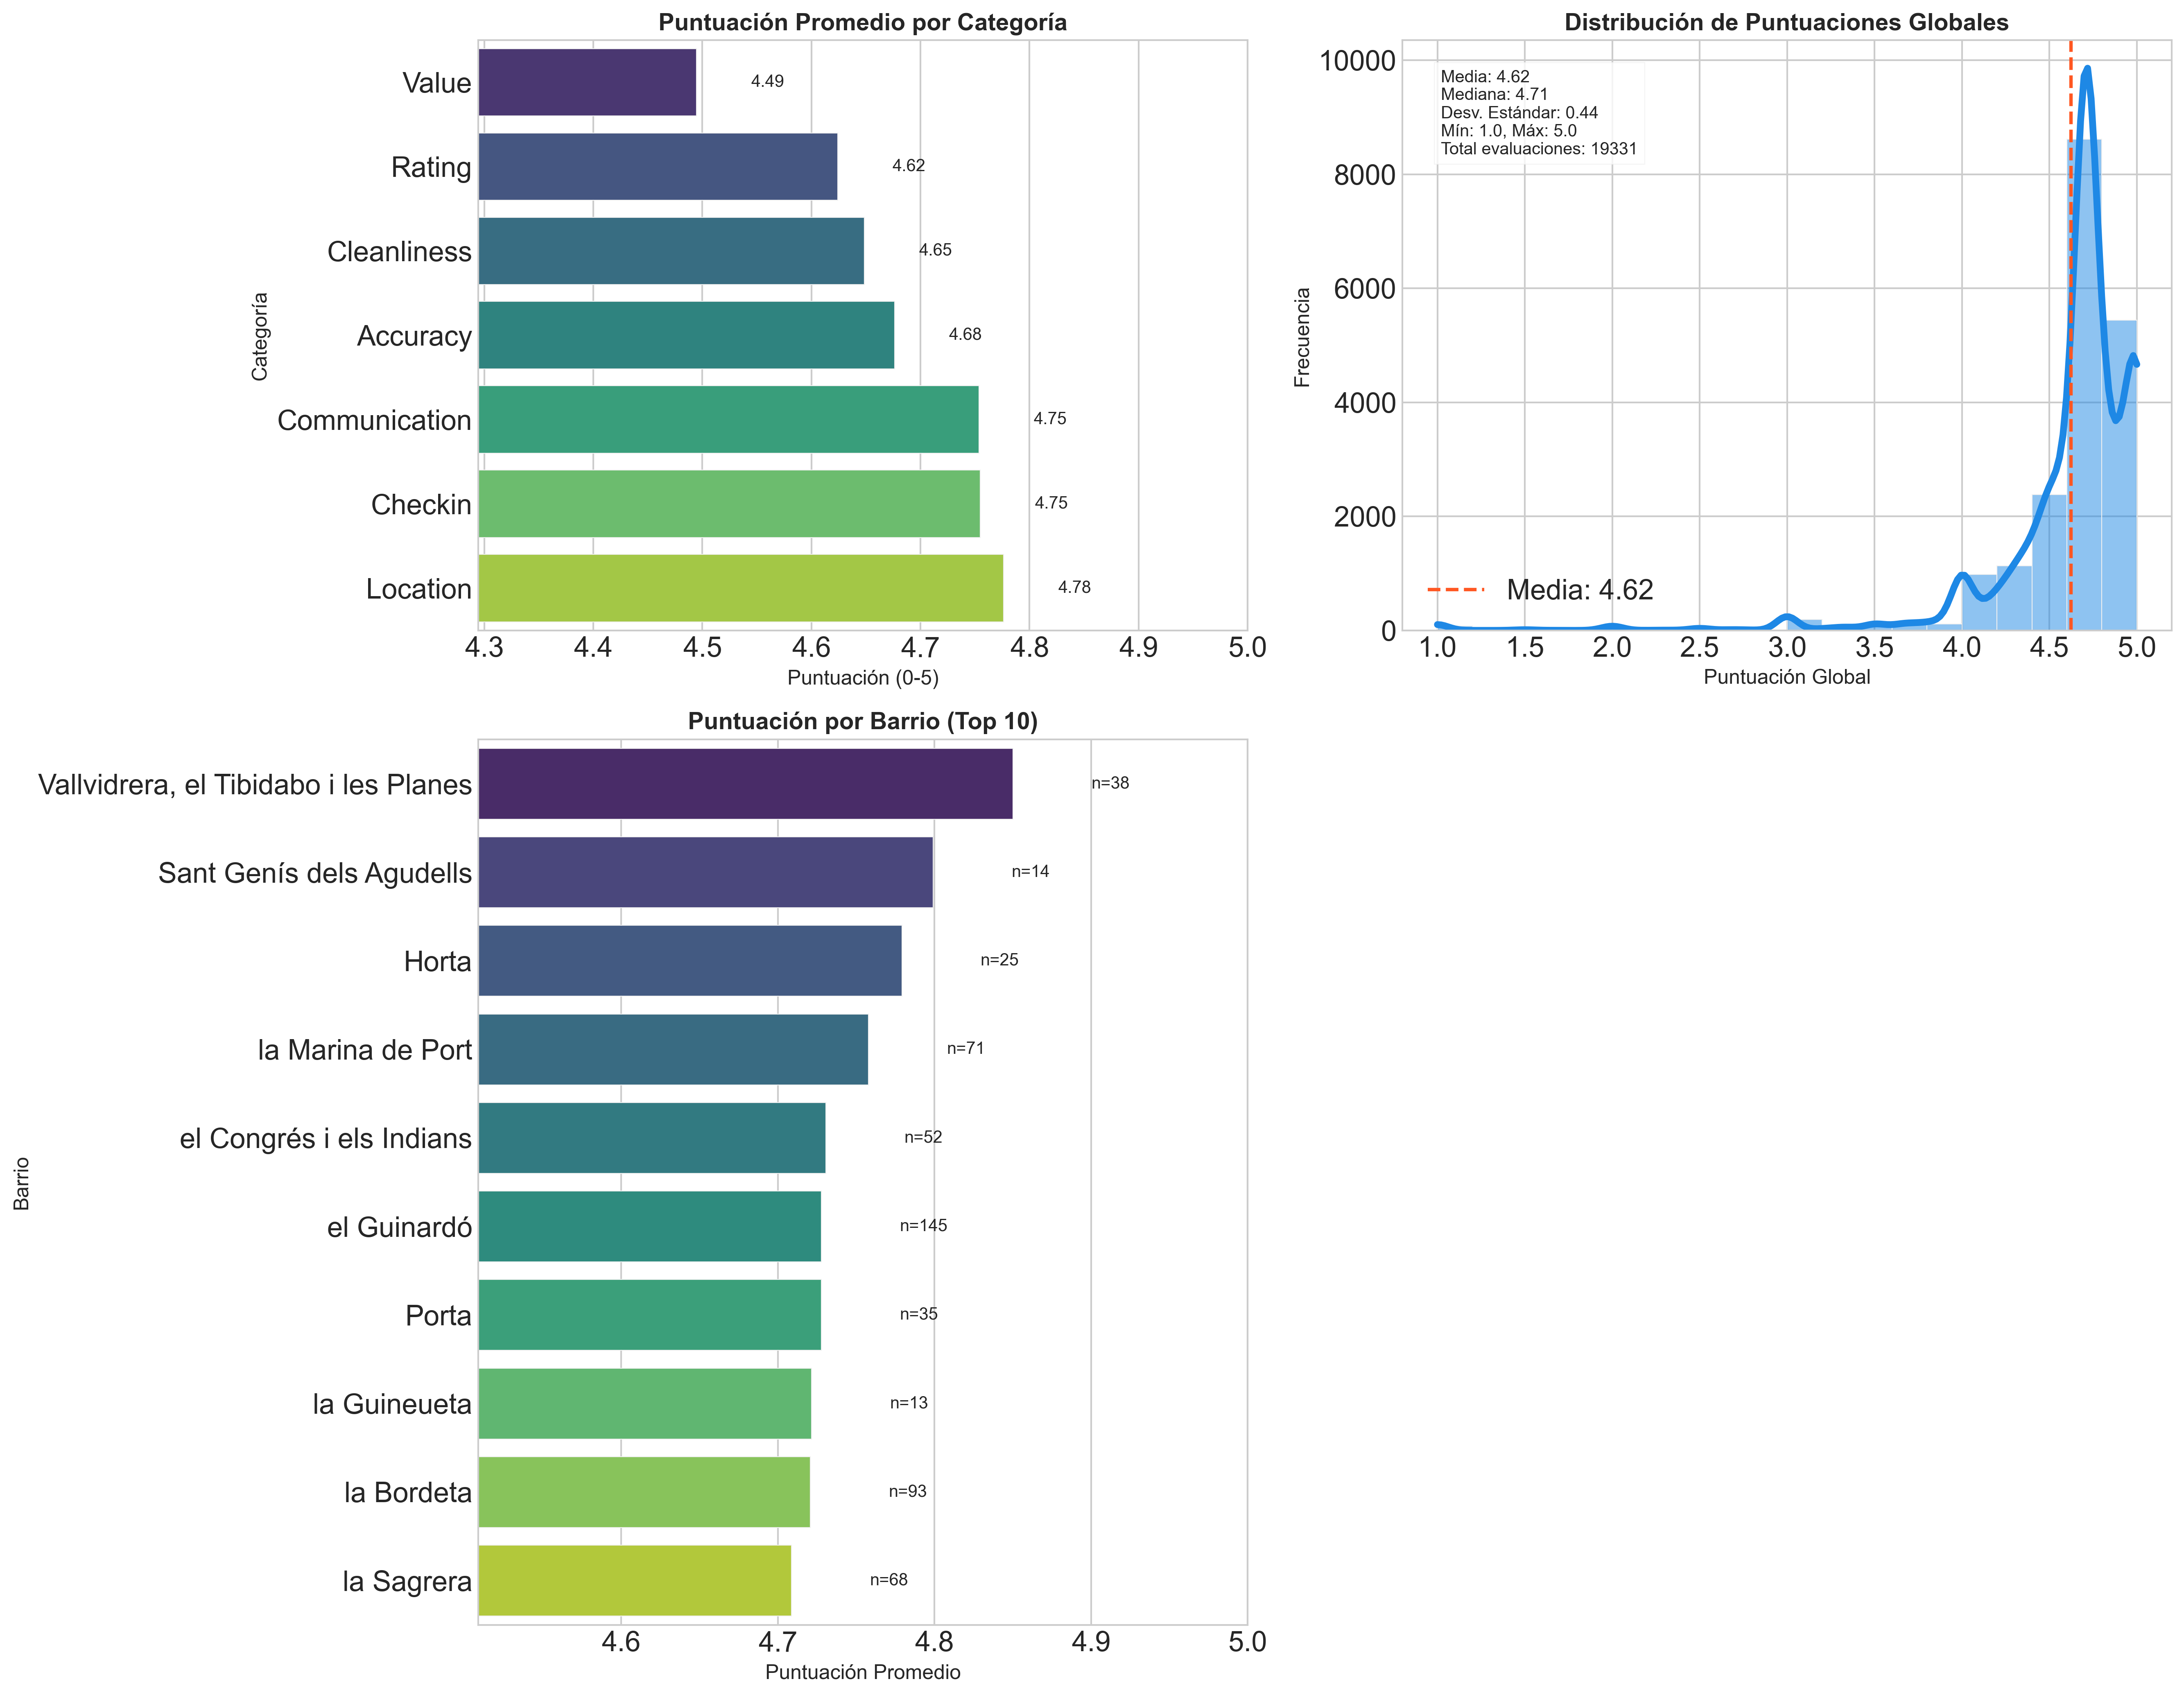 Puntuación Promedio por Categoría
Categoría
Value
4.49
Rating
4.62
Cleanliness
4.65
Accuracy
4.68
Communication
4.75
Checkin
4.75
Location
4.78
4.3 4.4 4.5 4.6 4.7 4.8 4.9 5.0
Puntuación (0-5)
Distribución de Puntuaciones Globales
Frecuencia
10000
8000
6000
4000
2000
0
Media: 4.62
Mediana: 4.71
Desv. Estándar: 0.44
Mín: 1.0, Máx: 5.0
Total evaluaciones: 19331
Media: 4.62
1.0 1.5 2.0 2.5 3.0 3.5 4.0 4.5 5.0
Puntuación Global
Puntuación por Barrio (Top 10)
Barrio
Vallvidrera, el Tibidabo i les Planes
n=38
Sant Genís dels Agudells
n=14
Horta
n=25
la Marina de Port
n=71
el Congrés i els Indians
n=52
el Guinardó
n=145
Porta
n=35
la Guineueta
n=13
la Bordeta
n=93
la Sagrera
n=68
4.6 4.7 4.8 4.9 5.0
Puntuación Promedio